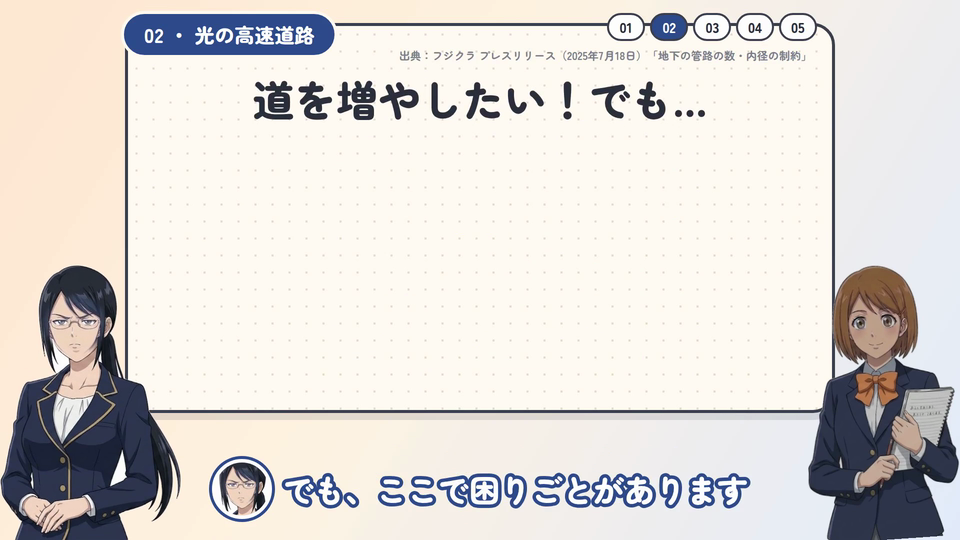 02 ・ 光の高速道路
01 02 03 04 05
出典：フジクラ プレスリリース（2025年7月18日）「地下の管路の数・内径の制約」
道を増やしたい！でも…
でも、ここで困りごとがあります